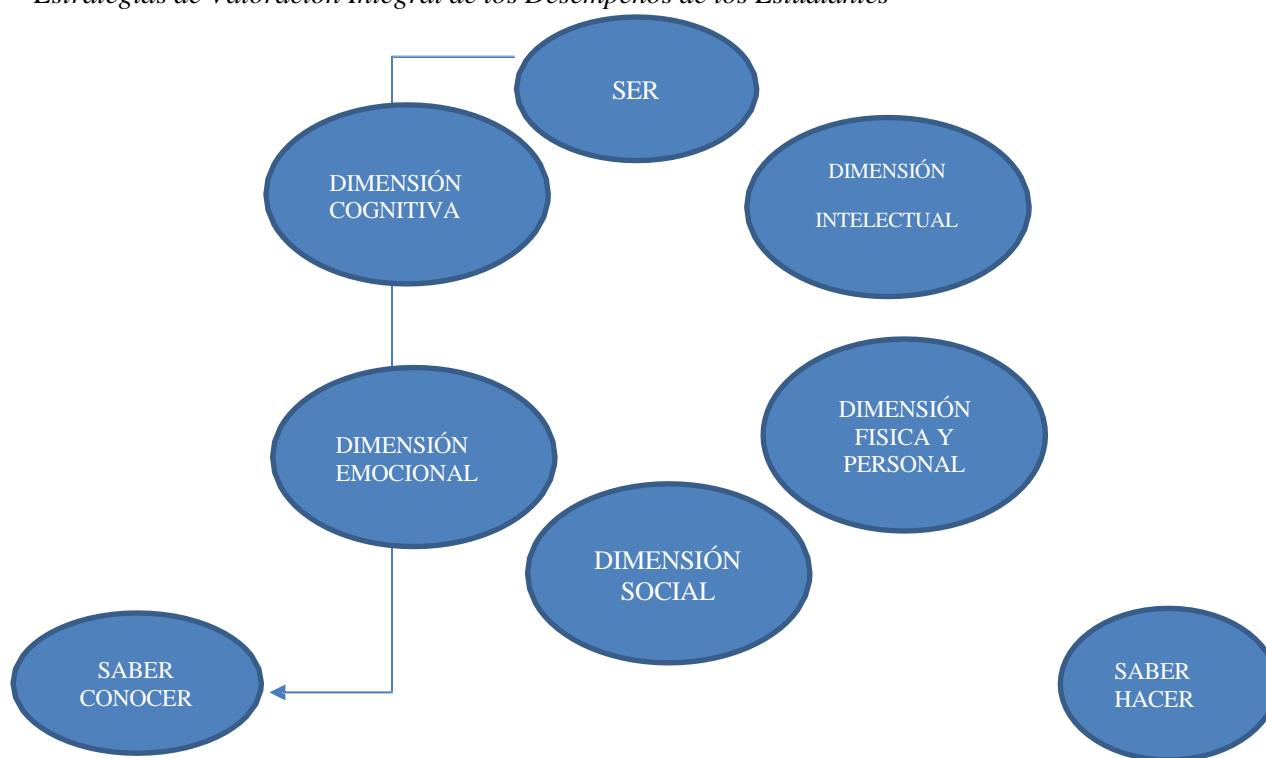 Estrategias de Valoración Integral de los Desempeños de los Estudiantes
SER
DIMENSIÓN
COGNITIVA
DIMENSIÓN
INTELECTUAL
DIMENSIÓN
EMOCIONAL
DIMENSIÓN
FISICA Y
PERSONAL
DIMENSIÓN
SOCIAL
SABER
CONOCER
SABER
HACER